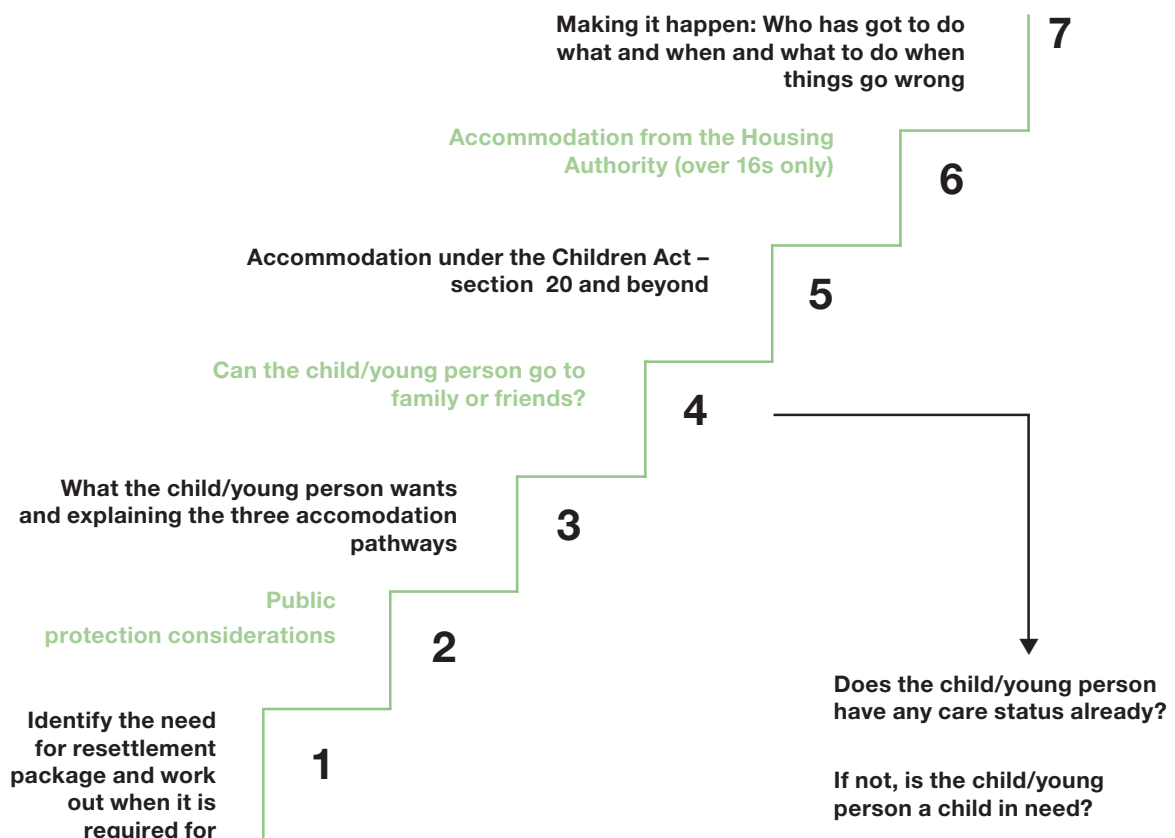 Making it happen: Who has got to do
what and when and what to do when
things go wrong
7
Accommodation from the Housing
Authority (over 16s only)
6
Accommodation under the Children Act –
section 20 and beyond
5
Can the child/young person go to
family or friends?
4
What the child/young person wants
and explaining the three accomodation
pathways
3
Public
protection considerations
2
Identify the need
for resettlement
package and work
out when it is
required for
1
Does the child/young person
have any care status already?
If not, is the child/young
person a child in need?